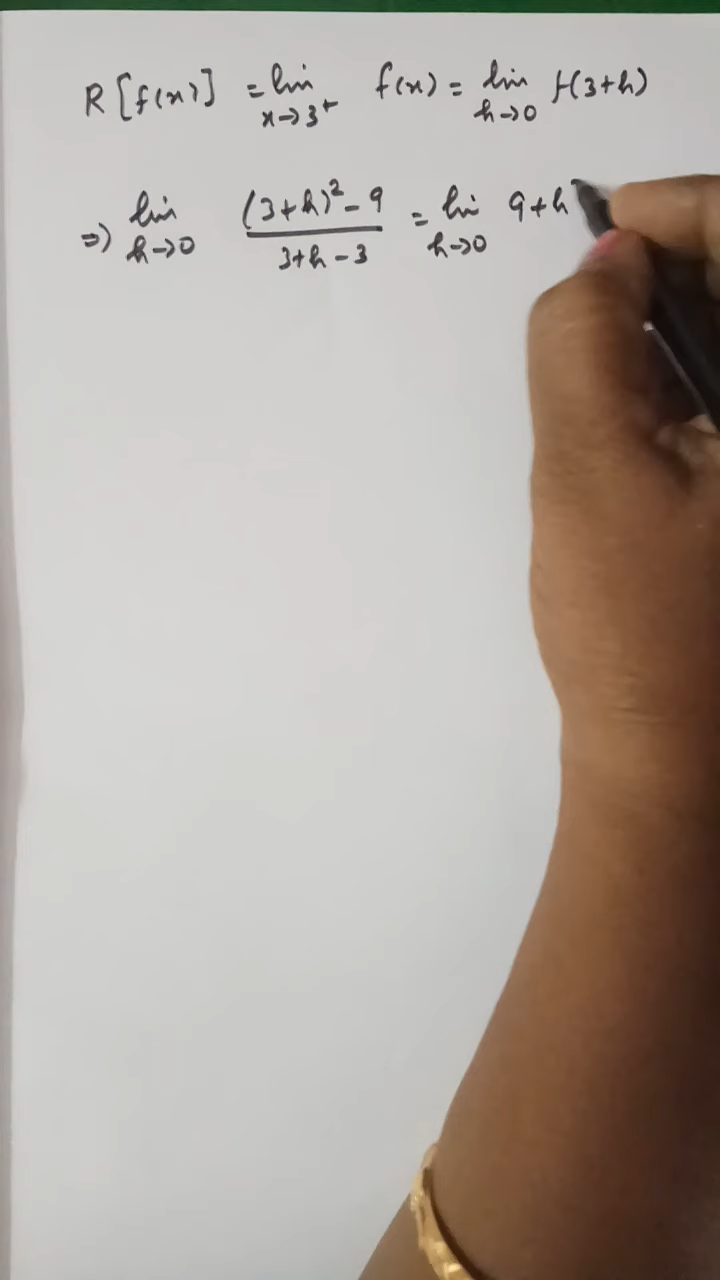 R[f(x)] = lim x→3⁺ f(x) = lim h→0 f(3+h)
⇒) lim h→0 (3+h)² - 9 / 3+h-3 = lim h→0 9+h